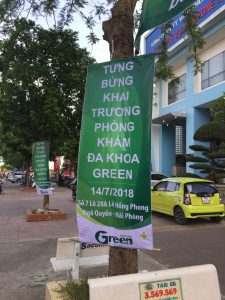 TƯNG
BỪNG
KHAI
TRƯƠNG
PHÒNG
KHÁM
ĐA KHOA
GREEN
14/7/2018
Số 7 Lô 28A Lê Hồng Phong
Ngô Quyền - Hải Phòng
Green
TAXI
3.569.569